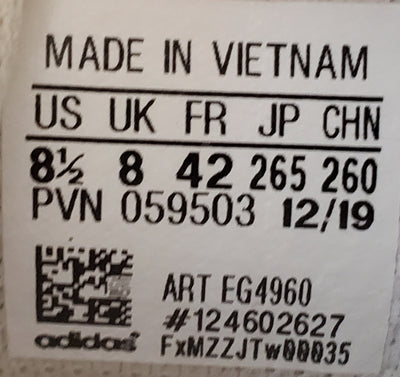 MADE IN VIETNAM
US UK FR JP CHN
8½ 8 42 265 260
PVN 059503 12/19
ART EG4960
#124602627
adidas FxMZZJTw00035